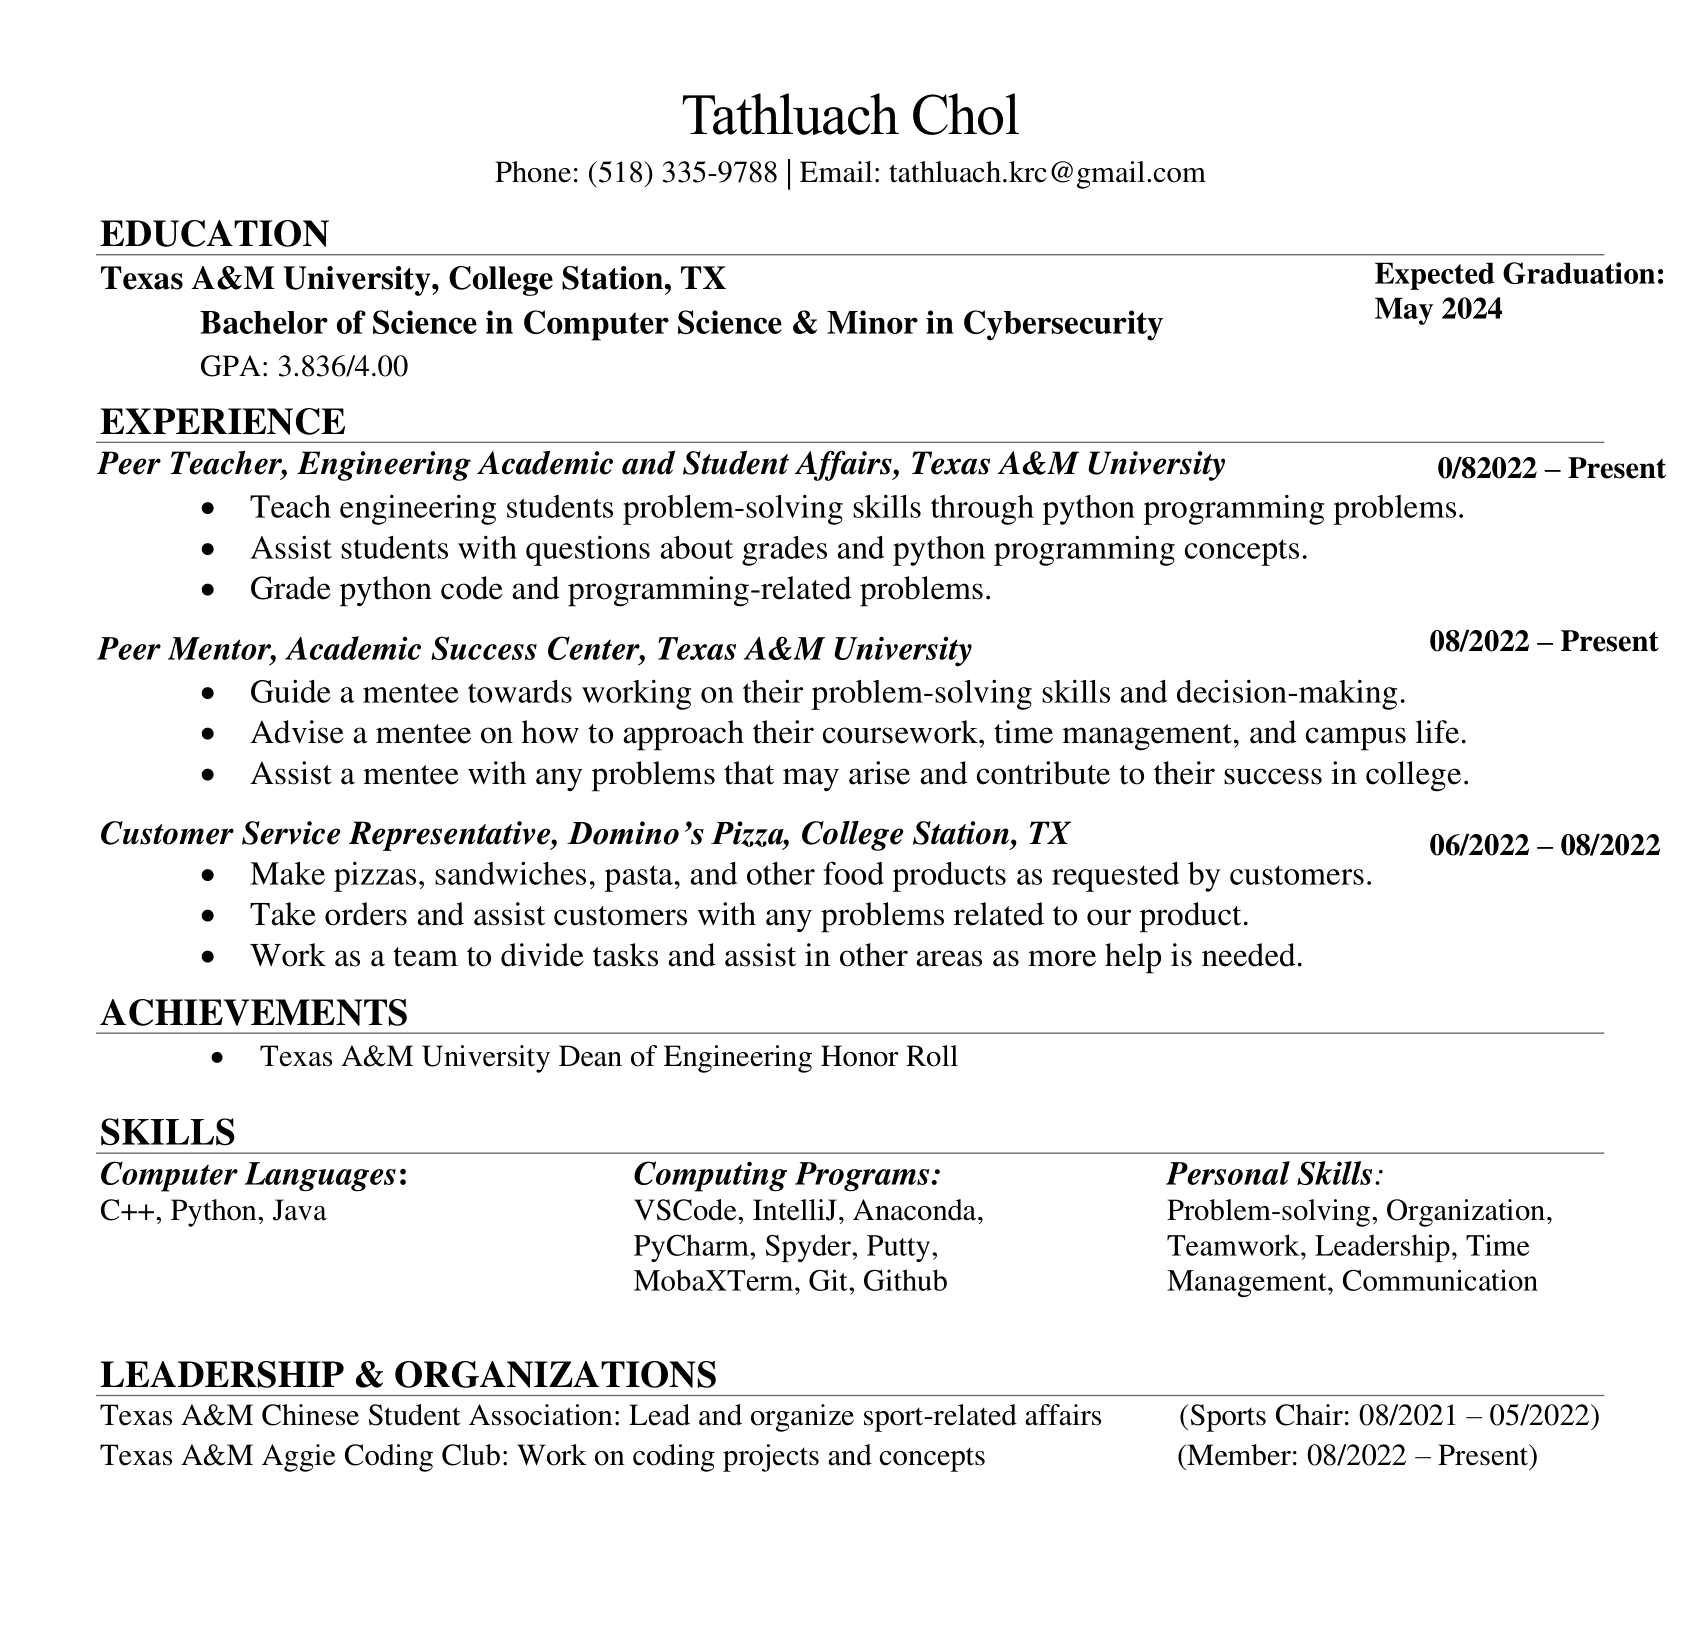 Tathluach Chol
Phone: (518) 335-9788 | Email: tathluach.krc@gmail.com
EDUCATION
Texas A&M University, College Station, TX
Expected Graduation:
May 2024
Bachelor of Science in Computer Science & Minor in Cybersecurity
GPA: 3.836/4.00
EXPERIENCE
Peer Teacher, Engineering Academic and Student Affairs, Texas A&M University 0/82022 – Present
• Teach engineering students problem-solving skills through python programming problems.
• Assist students with questions about grades and python programming concepts.
• Grade python code and programming-related problems.
Peer Mentor, Academic Success Center, Texas A&M University 08/2022 – Present
• Guide a mentee towards working on their problem-solving skills and decision-making.
• Advise a mentee on how to approach their coursework, time management, and campus life.
• Assist a mentee with any problems that may arise and contribute to their success in college.
Customer Service Representative, Domino’s Pizza, College Station, TX 06/2022 – 08/2022
• Make pizzas, sandwiches, pasta, and other food products as requested by customers.
• Take orders and assist customers with any problems related to our product.
• Work as a team to divide tasks and assist in other areas as more help is needed.
ACHIEVEMENTS
• Texas A&M University Dean of Engineering Honor Roll
SKILLS
Computer Languages:
C++, Python, Java
Computing Programs:
VSCode, IntelliJ, Anaconda,
PyCharm, Spyder, Putty,
MobaXTerm, Git, Github
Personal Skills:
Problem-solving, Organization,
Teamwork, Leadership, Time
Management, Communication
LEADERSHIP & ORGANIZATIONS
Texas A&M Chinese Student Association: Lead and organize sport-related affairs (Sports Chair: 08/2021 – 05/2022)
Texas A&M Aggie Coding Club: Work on coding projects and concepts (Member: 08/2022 – Present)